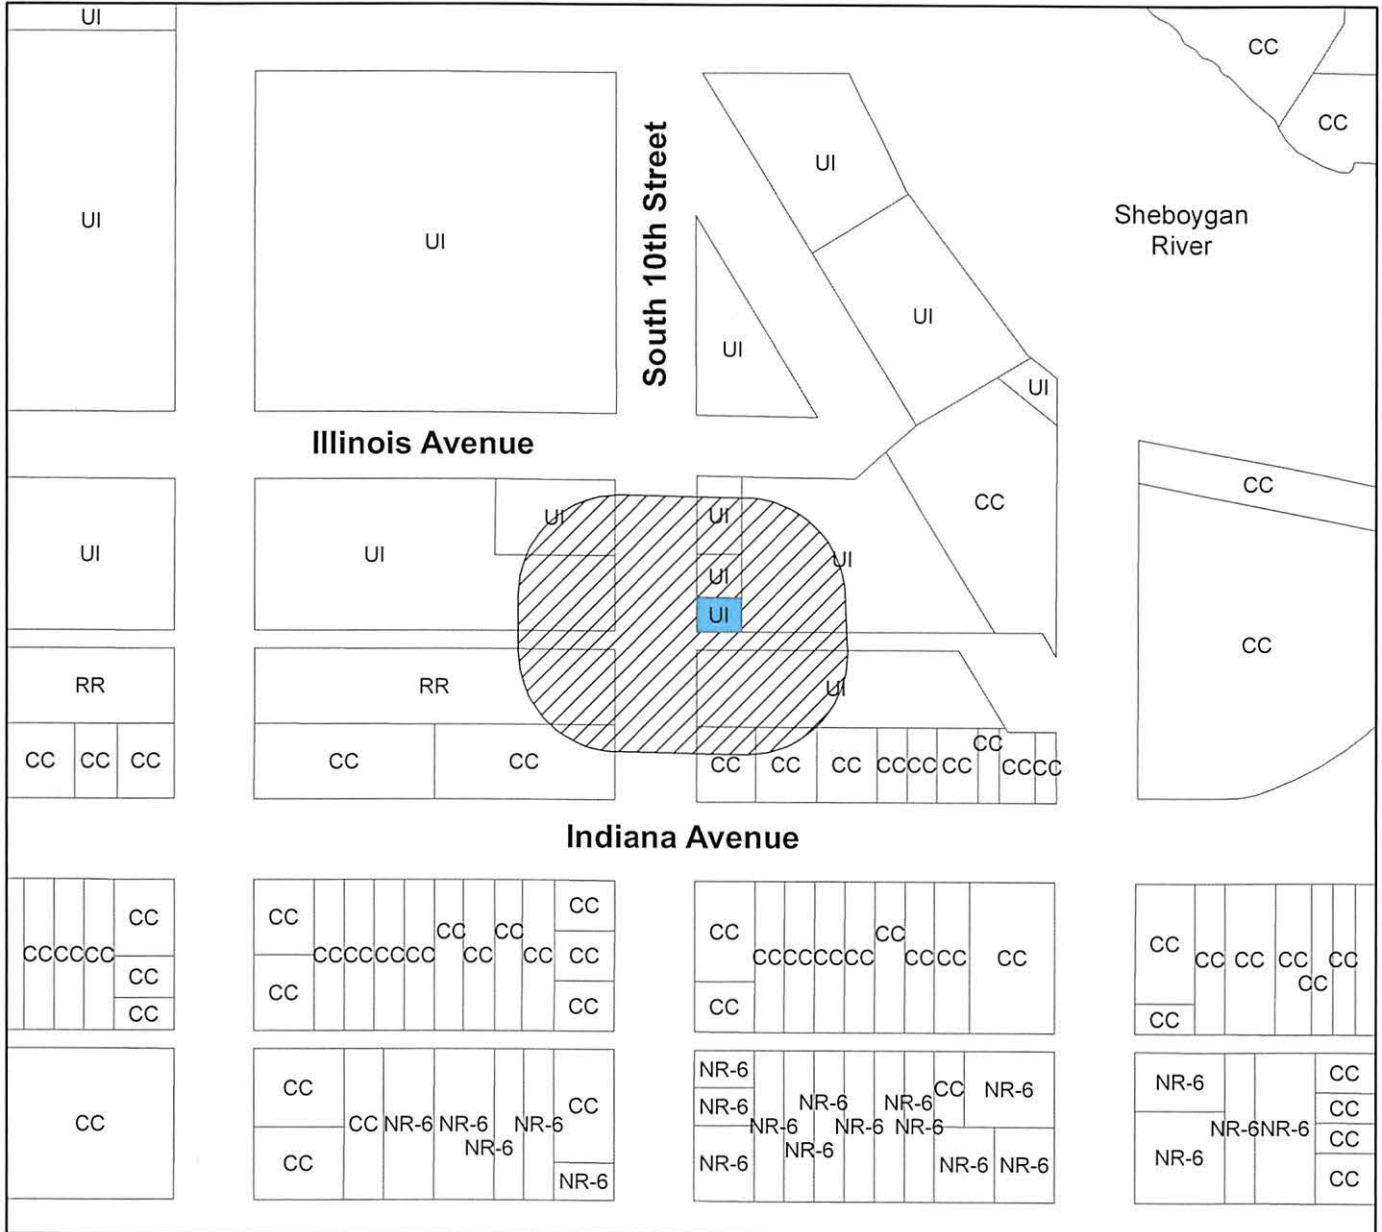 UI
CC
CC
UI
UI
South 10th Street
UI
Sheboygan
River
UI
UI
UI
UI
Illinois Avenue
UI
UI
UI
UI
CC
CC
UI
UI
UI
CC
RR
RR
UI
CC CC CC
CC CC
CC CC CC CC CC CC CC CC CC
Indiana Avenue
CC CC CC CC
CC
CC
CC CC CC CC CC CC CC CC CC
CC
CC
CC
CC CC CC CC CC CC CC CC CC
CC
CC CC CC CC CC CC
CC
CC
CC
CC
CC NR-6 NR-6 NR-6 NR-6 CC
NR-6
NR-6
NR-6
NR-6
NR-6 NR-6 NR-6 NR-6 NR-6 NR-6 CC NR-6
NR-6 NR-6
NR-6
NR-6
NR-6 NR-6
CC
CC
CC
CC